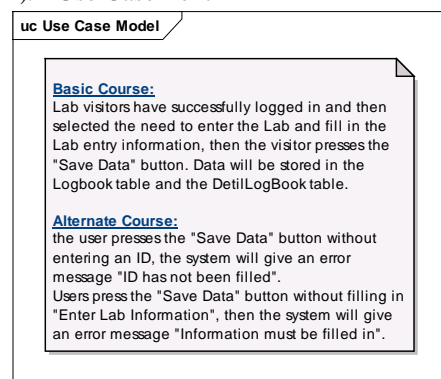 uc Use Case Model
Basic Course:
Lab visitors have successfully logged in and then
selected the need to enter the Lab and fill in the
Lab entry information, then the visitor presses the
"Save Data" button. Data will be stored in the
Logbook table and the DetilLogBook table.
Alternate Course:
the user presses the "Save Data" button without
entering an ID, the system will give an error
message "ID has not been filled".
Users press the "Save Data" button without filling in
"Enter Lab Information", then the system will give
an error message "Information must be filled in".